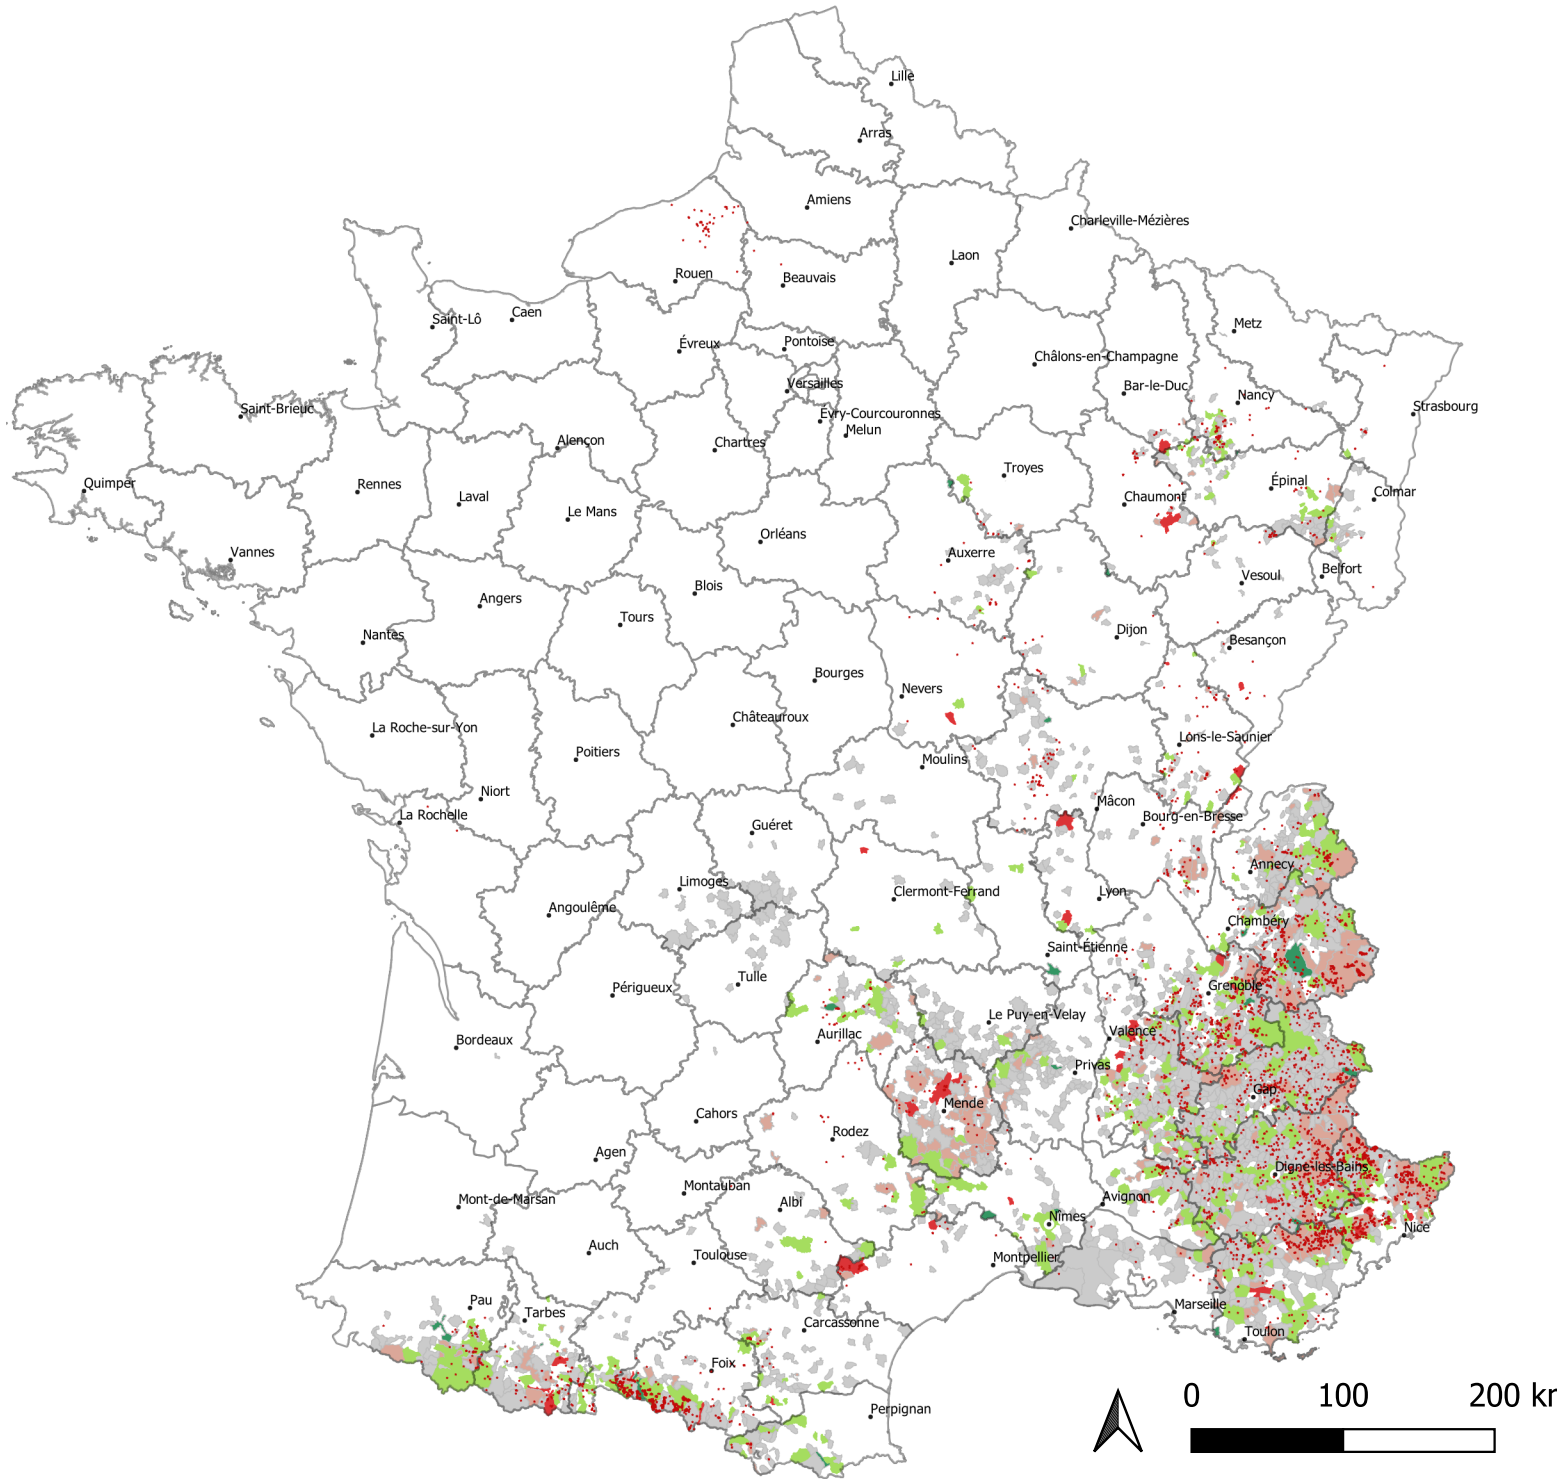 Lille
Arras
Amiens
Charleville-Mézières
Laon
Rouen
Beauvais
Saint-Lô
Caen
Metz
Évreux
Pontoise
Châlons-en-Champagne
Versailles
Bar-le-Duc
Nancy
Saint-Brieuc
Évry-Courcouronnes
Strasbourg
Melun
Alençon
Chartres
Troyes
Quimper
Rennes
Laval
Épinal
Chaumont
Colmar
Le Mans
Orléans
Vannes
Auxerre
Belfort
Vesoul
Blois
Angers
Tours
Dijon
Nantes
Besançon
Bourges
Nevers
Châteauroux
La Roche-sur-Yon
Lons-le-Saunier
Poitiers
Moulins
Niort
Mâcon
La Rochelle
Bourg-en-Bresse
Guéret
Annecy
Limoges
Clermont-Ferrand
Lyon
Angoulême
Chambéry
Saint-Étienne
Tulle
Périgueux
Grenoble
Le Puy-en-Velay
Aurillac
Valence
Bordeaux
Privas
Gap
Mende
Cahors
Rodez
Agen
Digne-les-Bains
Montauban
Mont-de-Marsan
Albi
Avignon
Nîmes
Nice
Auch
Toulouse
Montpellier
Pau
Marseille
Tarbes
Carcassonne
Toulon
Foix
Perpignan
0 100 200 kr